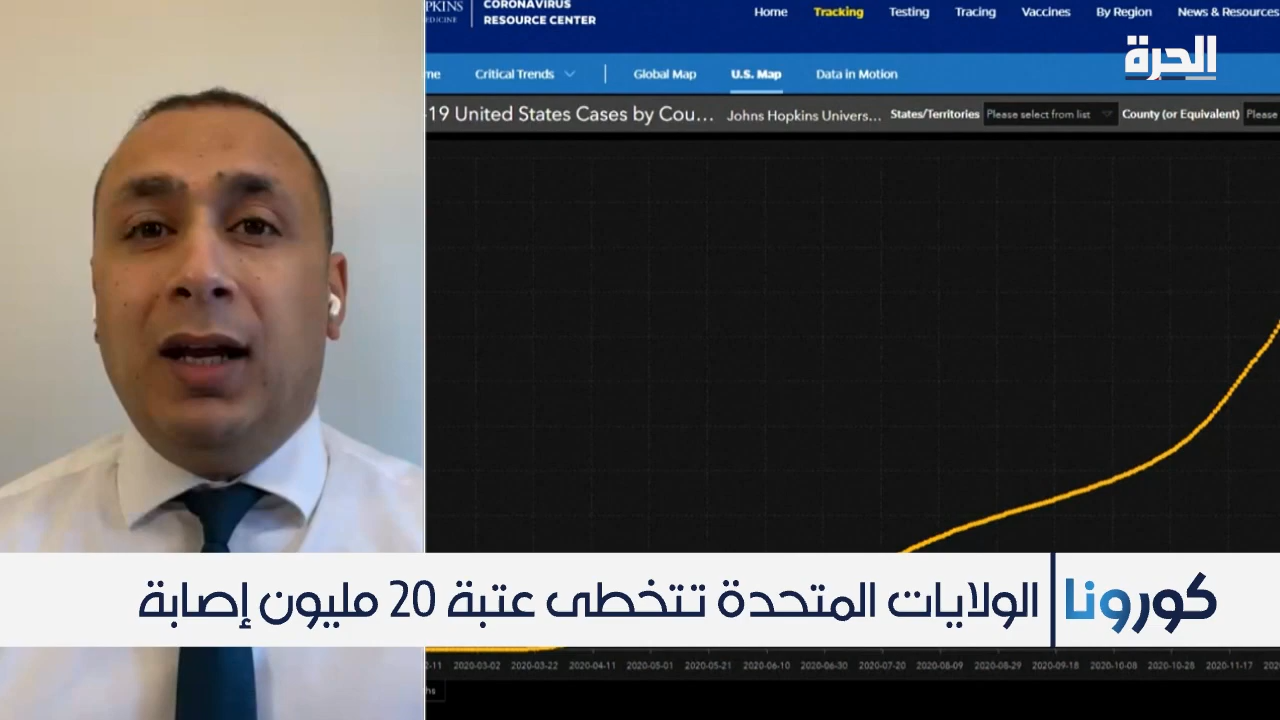 CORONAVIRUS
RESOURCE CENTER
Home Tracking Testing Tracing Vaccines By Region News & Resources
الحرة
Critical Trends Global Map U.S. Map Data in Motion
19 United States Cases by Cou... Johns Hopkins Univers... States/Territories Please select from list County (or Equivalent) Please
كورونا
الولايات المتحدة تتخطى عتبة 20 مليون إصابة
2020-03-02 2020-03-22 2020-04-11 2020-05-01 2020-05-21 2020-06-10 2020-06-30 2020-07-20 2020-08-09 2020-08-29 2020-09-18 2020-10-08 2020-10-28 2020-11-17